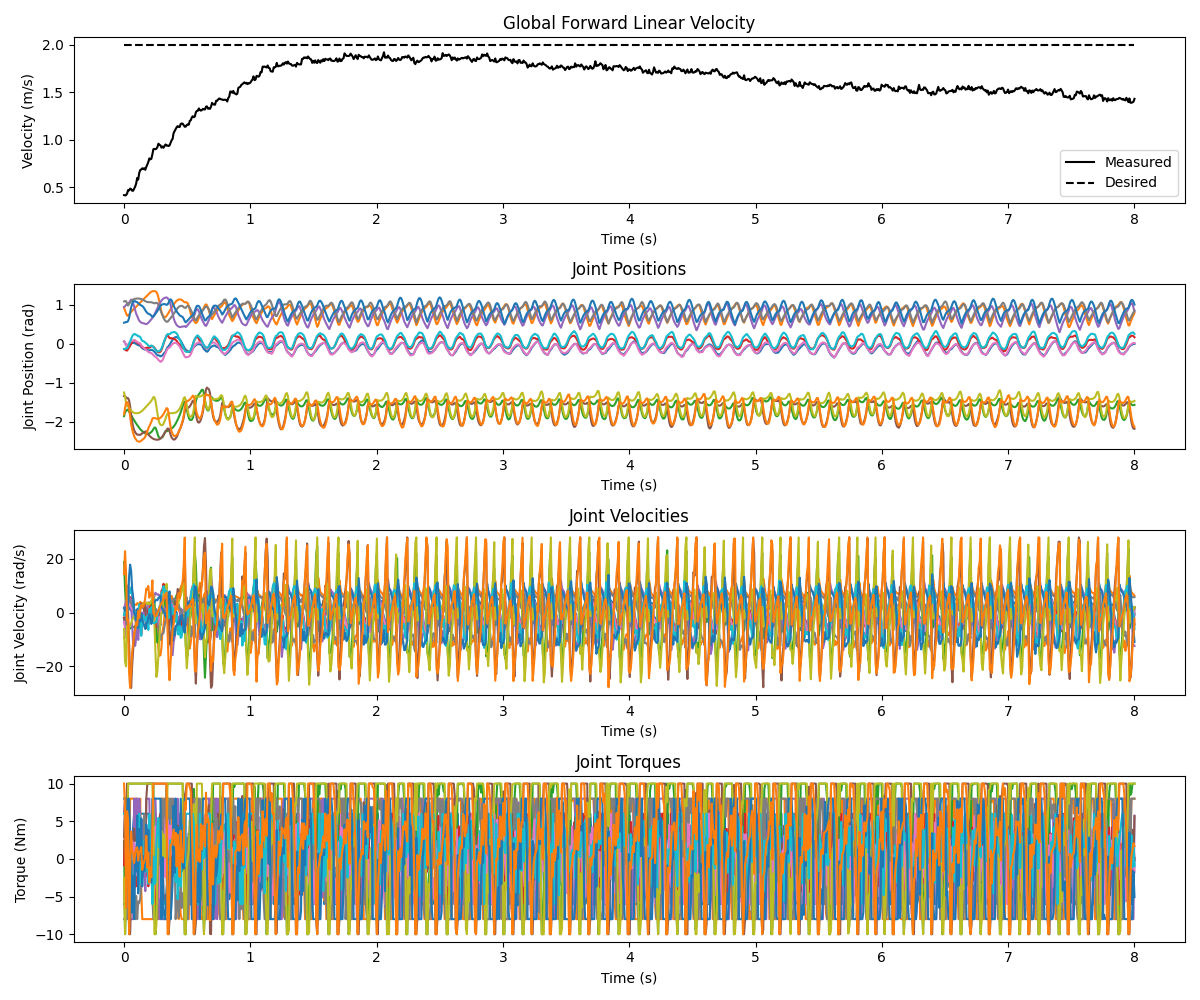 Global Forward Linear Velocity
Velocity (m/s)
2.0
1.5
1.0
0.5
Measured
Desired
0 1 2 3 4 5 6 7 8
Time (s)
Joint Positions
Joint Position (rad)
1
0
−1
−2
0 1 2 3 4 5 6 7 8
Time (s)
Joint Velocities
Joint Velocity (rad/s)
20
0
−20
0 1 2 3 4 5 6 7 8
Time (s)
Joint Torques
Torque (Nm)
10
5
0
−5
−10
0 1 2 3 4 5 6 7 8
Time (s)